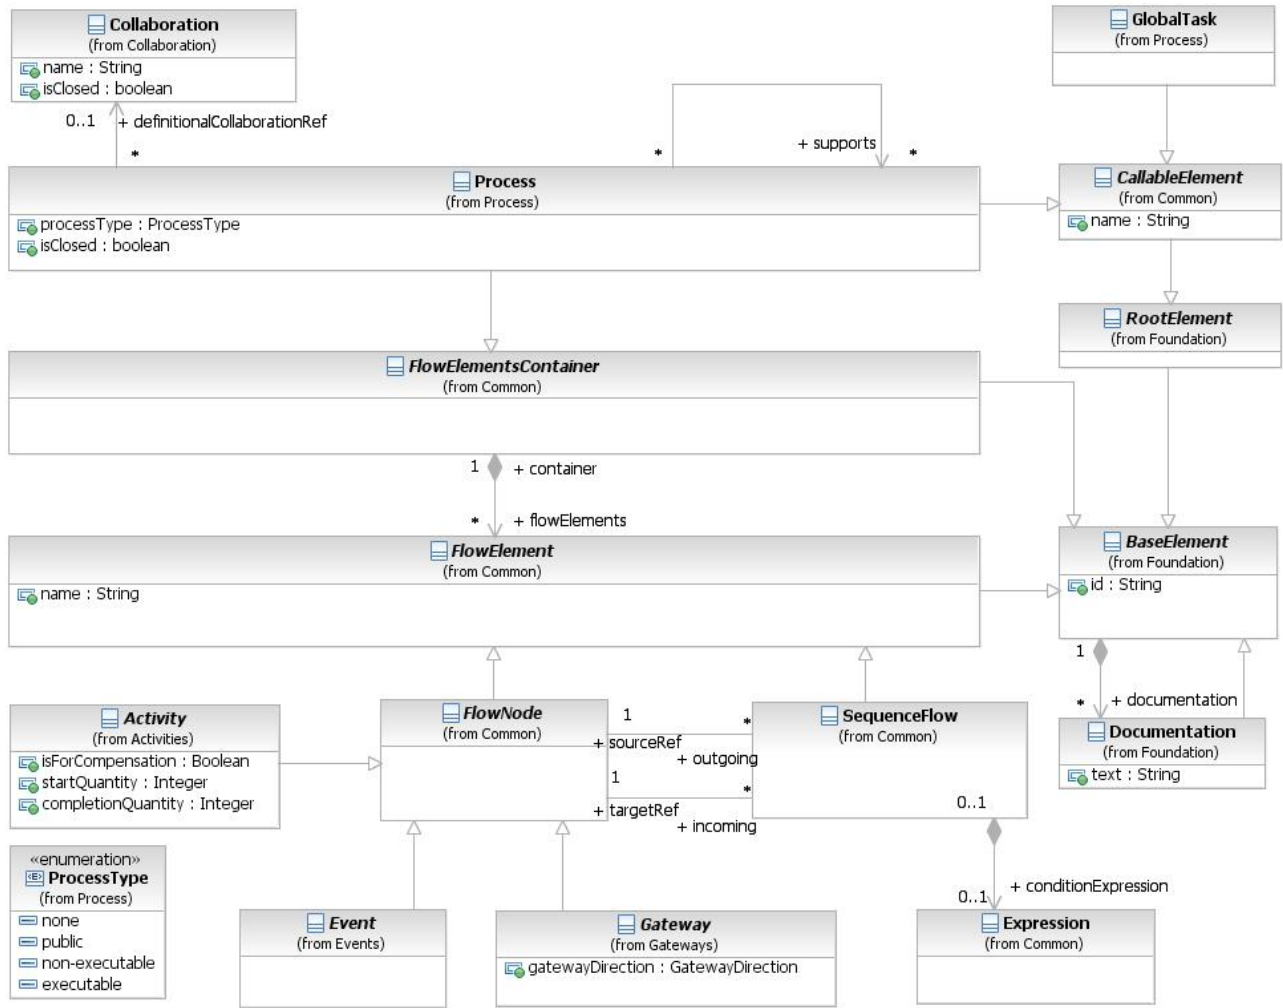 Collaboration
(from Collaboration)
name : String
isClosed : boolean
GlobalTask
(from Process)
0..1
+ definitionalCollaborationRef
*
*
+ supports
*
Process
(from Process)
processType : ProcessType
isClosed : boolean
CallableElement
(from Common)
name : String
RootElement
(from Foundation)
FlowElementsContainer
(from Common)
1
+ container
*
+ flowElements
FlowElement
(from Common)
name : String
BaseElement
(from Foundation)
id : String
1
*
+ documentation
Documentation
(from Foundation)
text : String
Activity
(from Activities)
isForCompensation : Boolean
startQuantity : Integer
completionQuantity : Integer
FlowNode
(from Common)
1
*
+ sourceRef
+ outgoing
1
*
+ targetRef
+ incoming
SequenceFlow
(from Common)
0..1
0..1
+ conditionExpression
«enumeration»
ProcessType
(from Process)
none
public
non-executable
executable
Event
(from Events)
Gateway
(from Gateways)
gatewayDirection : GatewayDirection
Expression
(from Common)